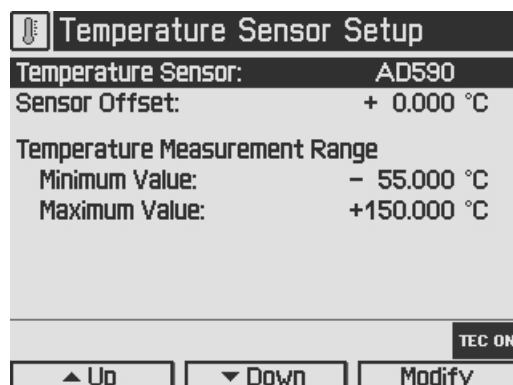 Temperature Sensor Setup
Temperature Sensor: AD590
Sensor Offset: + 0.000 °C
Temperature Measurement Range
Minimum Value: - 55.000 °C
Maximum Value: +150.000 °C
TEC ON
▲ Up ▼ Down Modify